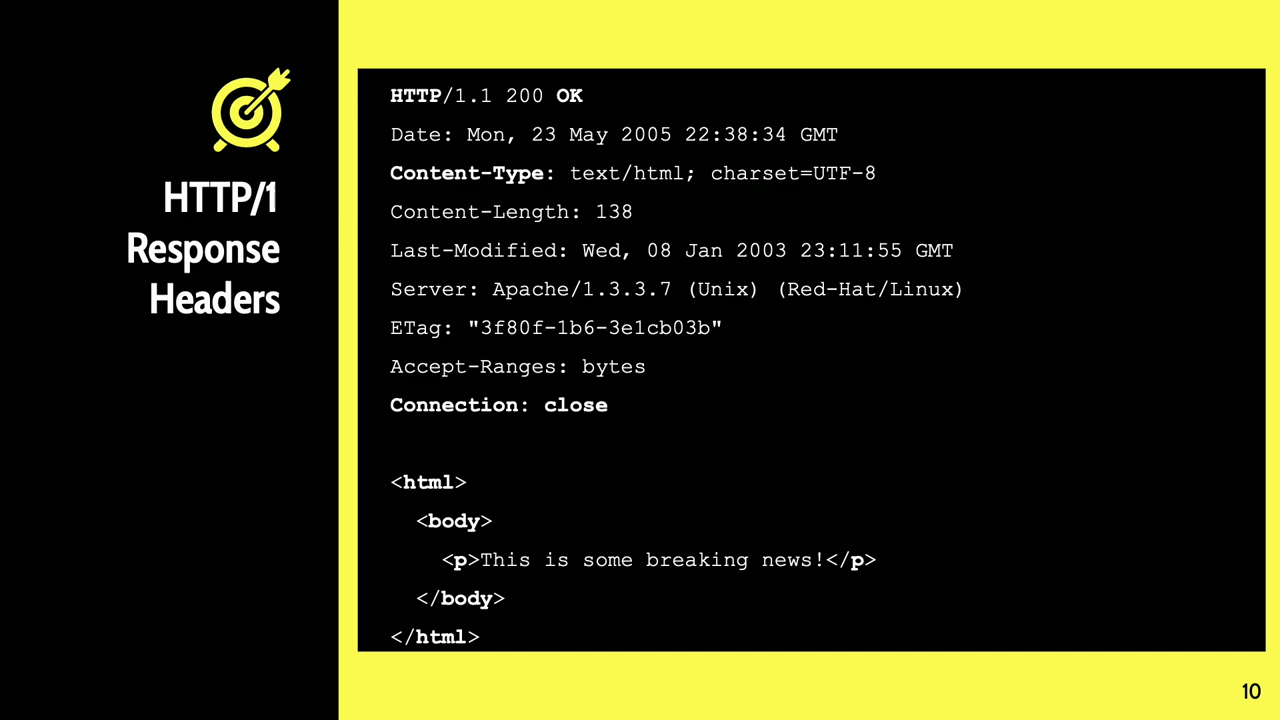 HTTP/1
Response
Headers
HTTP/1.1 200 OK
Date: Mon, 23 May 2005 22:38:34 GMT
Content-Type: text/html; charset=UTF-8
Content-Length: 138
Last-Modified: Wed, 08 Jan 2003 23:11:55 GMT
Server: Apache/1.3.3.7 (Unix) (Red-Hat/Linux)
ETag: "3f80f-1b6-3e1cb03b"
Accept-Ranges: bytes
Connection: close
<html>
<body>
<p>This is some breaking news!</p>
</body>
</html>
10